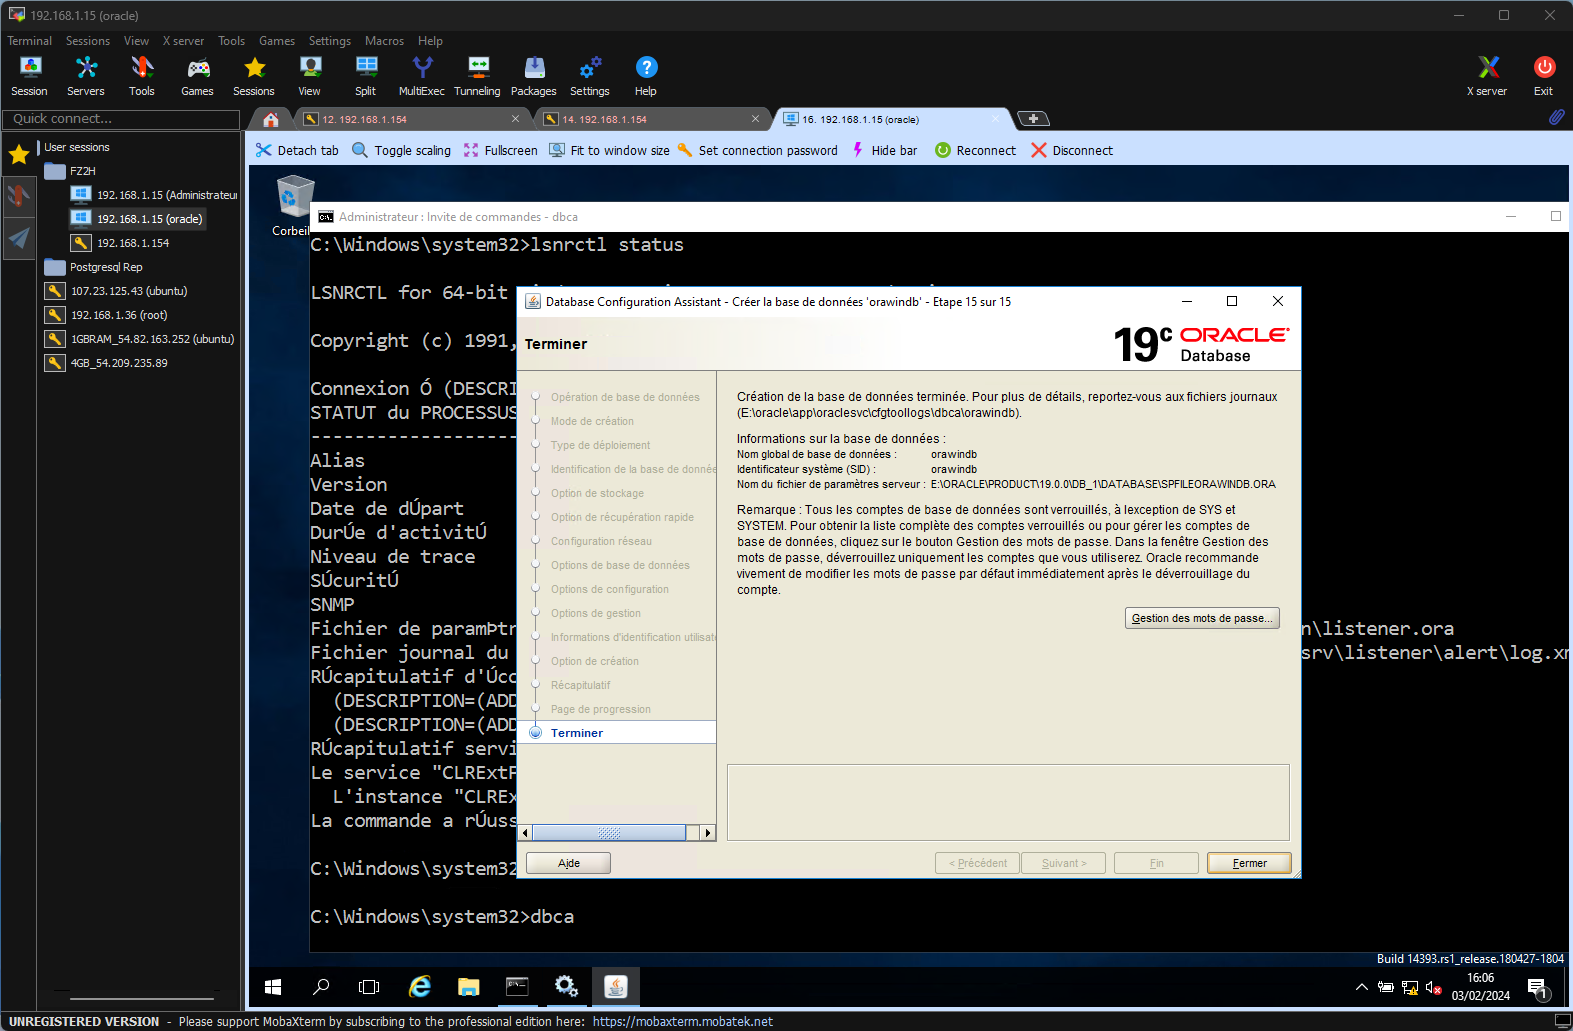 192.168.1.15 (oracle)
Terminal Sessions View X server Tools Games Settings Macros Help
Session Servers Tools Games Sessions View Split MultiExec Tunneling Packages Settings Help X server Exit
Quick connect...
12. 192.168.1.154
14. 192.168.1.154
16. 192.168.1.15 (oracle)
Detach tab Toggle scaling Fullscreen Fit to window size Set connection password Hide bar Reconnect Disconnect
User sessions
FZ2H
192.168.1.15 (Administrateur
192.168.1.15 (oracle)
192.168.1.154
Postgresql Rep
107.23.125.43 (ubuntu)
192.168.1.36 (root)
1GBRAM_54.82.163.252 (ubuntu)
4GB_54.209.235.89
Corbeil
Administrateur : Invite de commandes - dbca
C:\Windows\system32>lsnrctl status
LSNRCTL for 64-bit
Copyright (c) 1991,
Connexion Ó (DESCRI
STATUT du PROCESSUS
-------------------
Alias
Version
Date de dÚpart
DurÚe d'activitÚ
Niveau de trace
SÚcuritÚ
SNMP
Fichier de paramÞtr n\listener.ora
Fichier journal du srv\listener\alert\log.xm
RÚcapitulatif d'Úcc
(DESCRIPTION=(ADD
(DESCRIPTION=(ADD
RÚcapitulatif servi
Le service "CLRExtP
L'instance "CLREx
La commande a rÚuss
C:\Windows\system32
C:\Windows\system32>dbca
Database Configuration Assistant - Créer la base de données 'orawindb' - Etape 15 sur 15
Terminer
19c ORACLE
Database
Opération de base de données
Mode de création
Type de déploiement
Identification de la base de donnée
Option de stockage
Option de récupération rapide
Configuration réseau
Options de base de données
Options de configuration
Options de gestion
Informations d'identification utilisate
Option de création
Récapitulatif
Page de progression
Terminer
Création de la base de données terminée. Pour plus de détails, reportez-vous aux fichiers journaux
(E:\oracle\app\oraclesvc\cfgtoollogs\dbca\orawindb).
Informations sur la base de données :
Nom global de base de données : orawindb
Identificateur système (SID) : orawindb
Nom du fichier de paramètres serveur : E:\ORACLE\PRODUCT\19.0.0\DB_1\DATABASE\SPFILEORAWINDB.ORA
Remarque : Tous les comptes de base de données sont verrouillés, à lexception de SYS et
SYSTEM. Pour obtenir la liste complète des comptes verrouillés ou pour gérer les comptes de
base de données, cliquez sur le bouton Gestion des mots de passe. Dans la fenêtre Gestion des
mots de passe, déverrouillez uniquement les comptes que vous utiliserez. Oracle recommande
vivement de modifier les mots de passe par défaut immédiatement après le déverrouillage du
compte.
Gestion des mots de passe...
Aide < Précédent Suivant > Fin Fermer
Build 14393.rs1_release.180427-1804
16:06
03/02/2024
1
UNREGISTERED VERSION - Please support MobaXterm by subscribing to the professional edition here: https://mobaxterm.mobatek.net